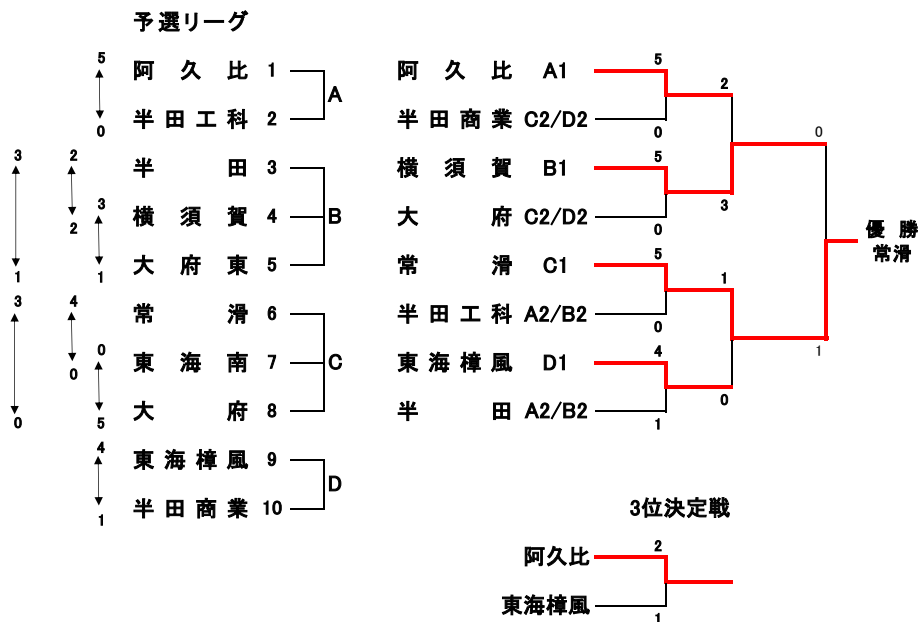 予選リーグ
5 阿久比 1 A
0 半田工科 2
3 2 半田 3 B
2 3 横須賀 4
1 1 大府東 5
3 4 常滑 6 C
0 0 東海南 7
0 5 大府 8
4 東海樟風 9 D
1 半田商業 10
阿久比 A1 5 2
半田商業 C2/D2 0
0
横須賀 B1 5
3
大府 C2/D2 0
優勝
常滑
常滑 C1 5 1
半田工科 A2/B2 0
1
東海樟風 D1 4
0
半田 A2/B2 1
3位決定戦
阿久比 2
東海樟風 1